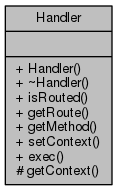 Handler
+ Handler()
+ ~Handler()
+ isRouted()
+ getRoute()
+ getMethod()
+ setContext()
+ exec()
# getContext()